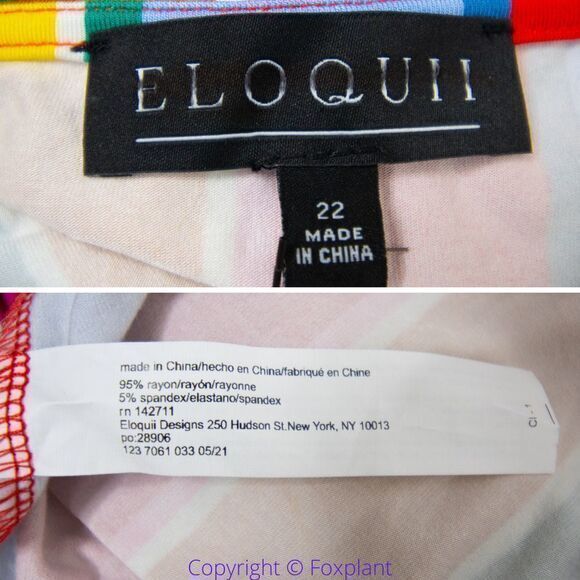 ELOQUII
22
MADE
IN CHINA
made in China/hecho en China/fabriqué en Chine
95% rayon/rayón/rayonne
5% spandex/elastano/spandex
rn 142711
Eloquii Designs 250 Hudson St.New York, NY 10013
po:28906
123 7061 033 05/21
Copyright © Foxplant